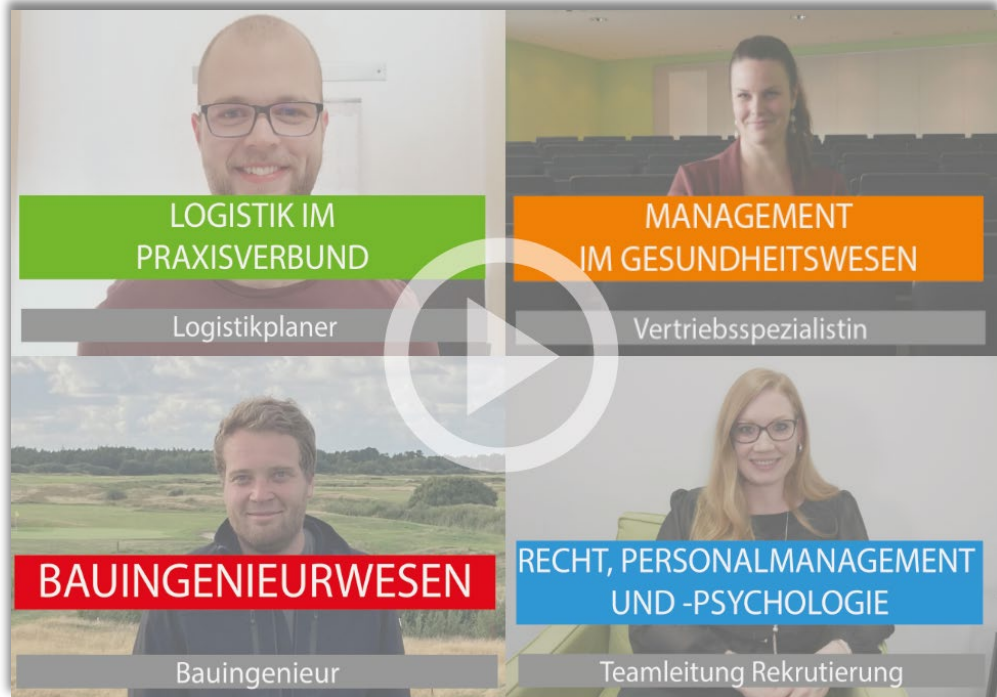 LOGISTIK IM
PRAXISVERBUND
Logistikplaner
MANAGEMENT
IM GESUNDHEITSWESEN
Vertriebsspezialistin
BAUINGENIEURWESEN
Bauingenieur
RECHT, PERSONALMANAGEMENT
UND -PSYCHOLOGIE
Teamleitung Rekrutierung